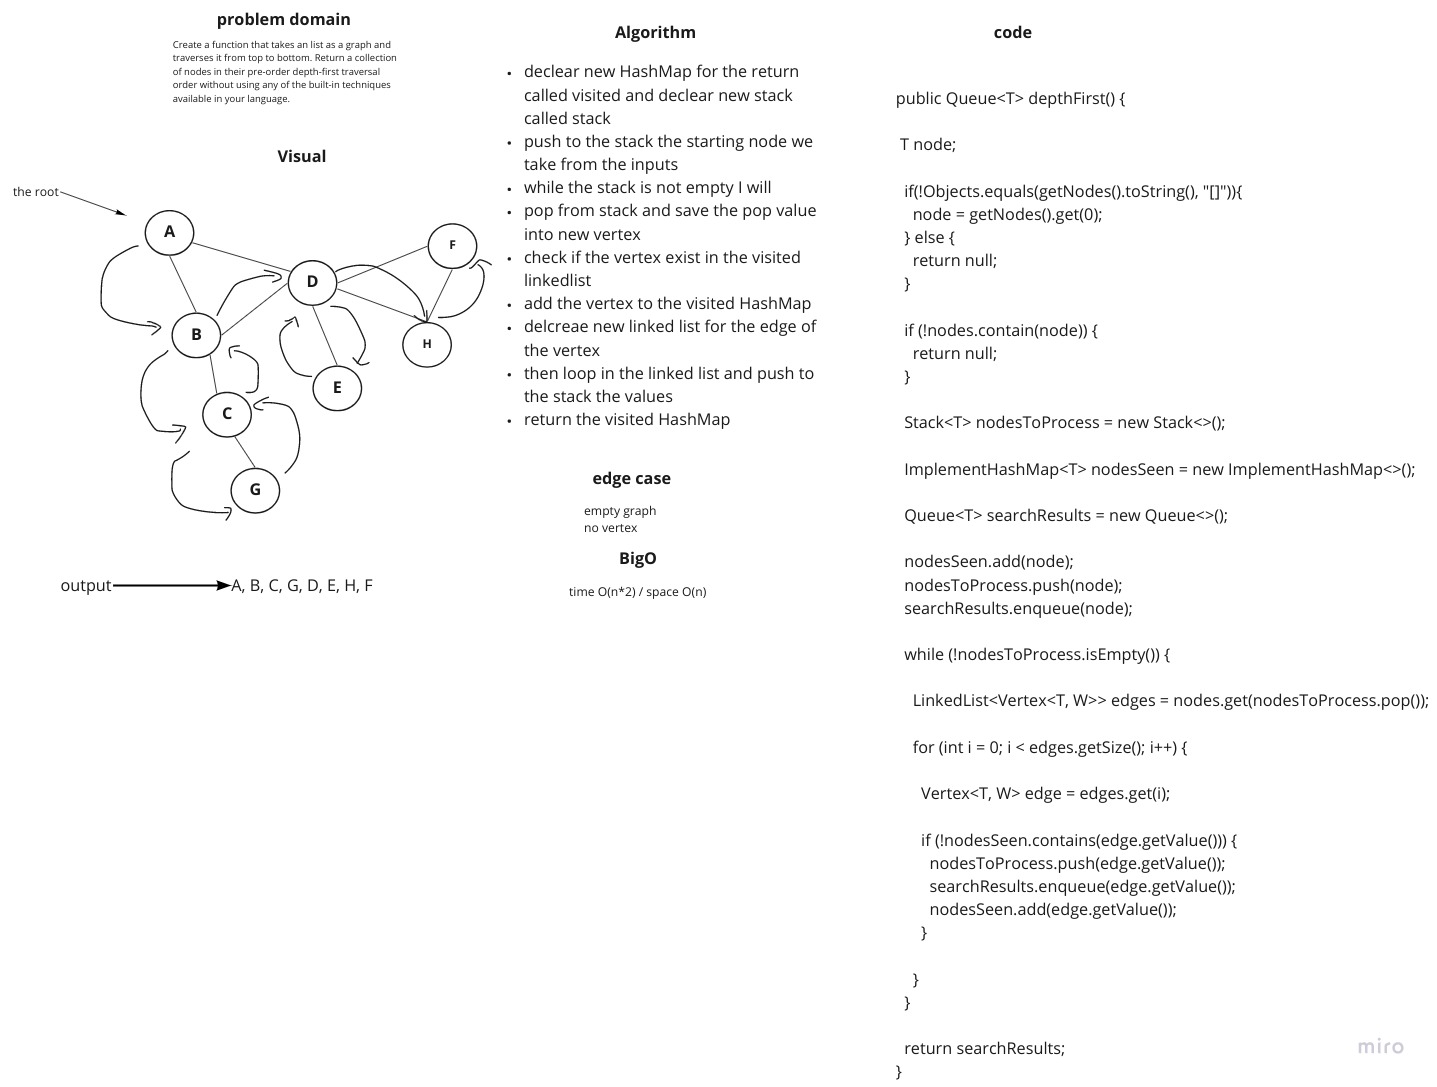 problem domain
Create a function that takes an list as a graph and
traverses it from top to bottom. Return a collection
of nodes in their pre-order depth-first traversal
order without using any of the built-in techniques
available in your language.
Visual
the root
A
F
D
B
H
E
C
G
output
A, B, C, G, D, E, H, F
Algorithm
• declear new HashMap for the return
called visited and declear new stack
called stack
• push to the stack the starting node we
take from the inputs
• while the stack is not empty I will
• pop from stack and save the pop value
into new vertex
• check if the vertex exist in the visited
linkedlist
• add the vertex to the visited HashMap
• delcreae new linked list for the edge of
the vertex
• then loop in the linked list and push to
the stack the values
• return the visited HashMap
edge case
empty graph
no vertex
BigO
time O(n*2) / space O(n)
code
public Queue<T> depthFirst() {
T node;
if(!Objects.equals(getNodes().toString(), "[]")){
node = getNodes().get(0);
} else {
return null;
}
if (!nodes.contain(node)) {
return null;
}
Stack<T> nodesToProcess = new Stack<>();
ImplementHashMap<T> nodesSeen = new ImplementHashMap<>();
Queue<T> searchResults = new Queue<>();
nodesSeen.add(node);
nodesToProcess.push(node);
searchResults.enqueue(node);
while (!nodesToProcess.isEmpty()) {
LinkedList<Vertex<T, W>> edges = nodes.get(nodesToProcess.pop());
for (int i = 0; i < edges.getSize(); i++) {
Vertex<T, W> edge = edges.get(i);
if (!nodesSeen.contains(edge.getValue())) {
nodesToProcess.push(edge.getValue());
searchResults.enqueue(edge.getValue());
nodesSeen.add(edge.getValue());
}
}
}
return searchResults;
}
miro